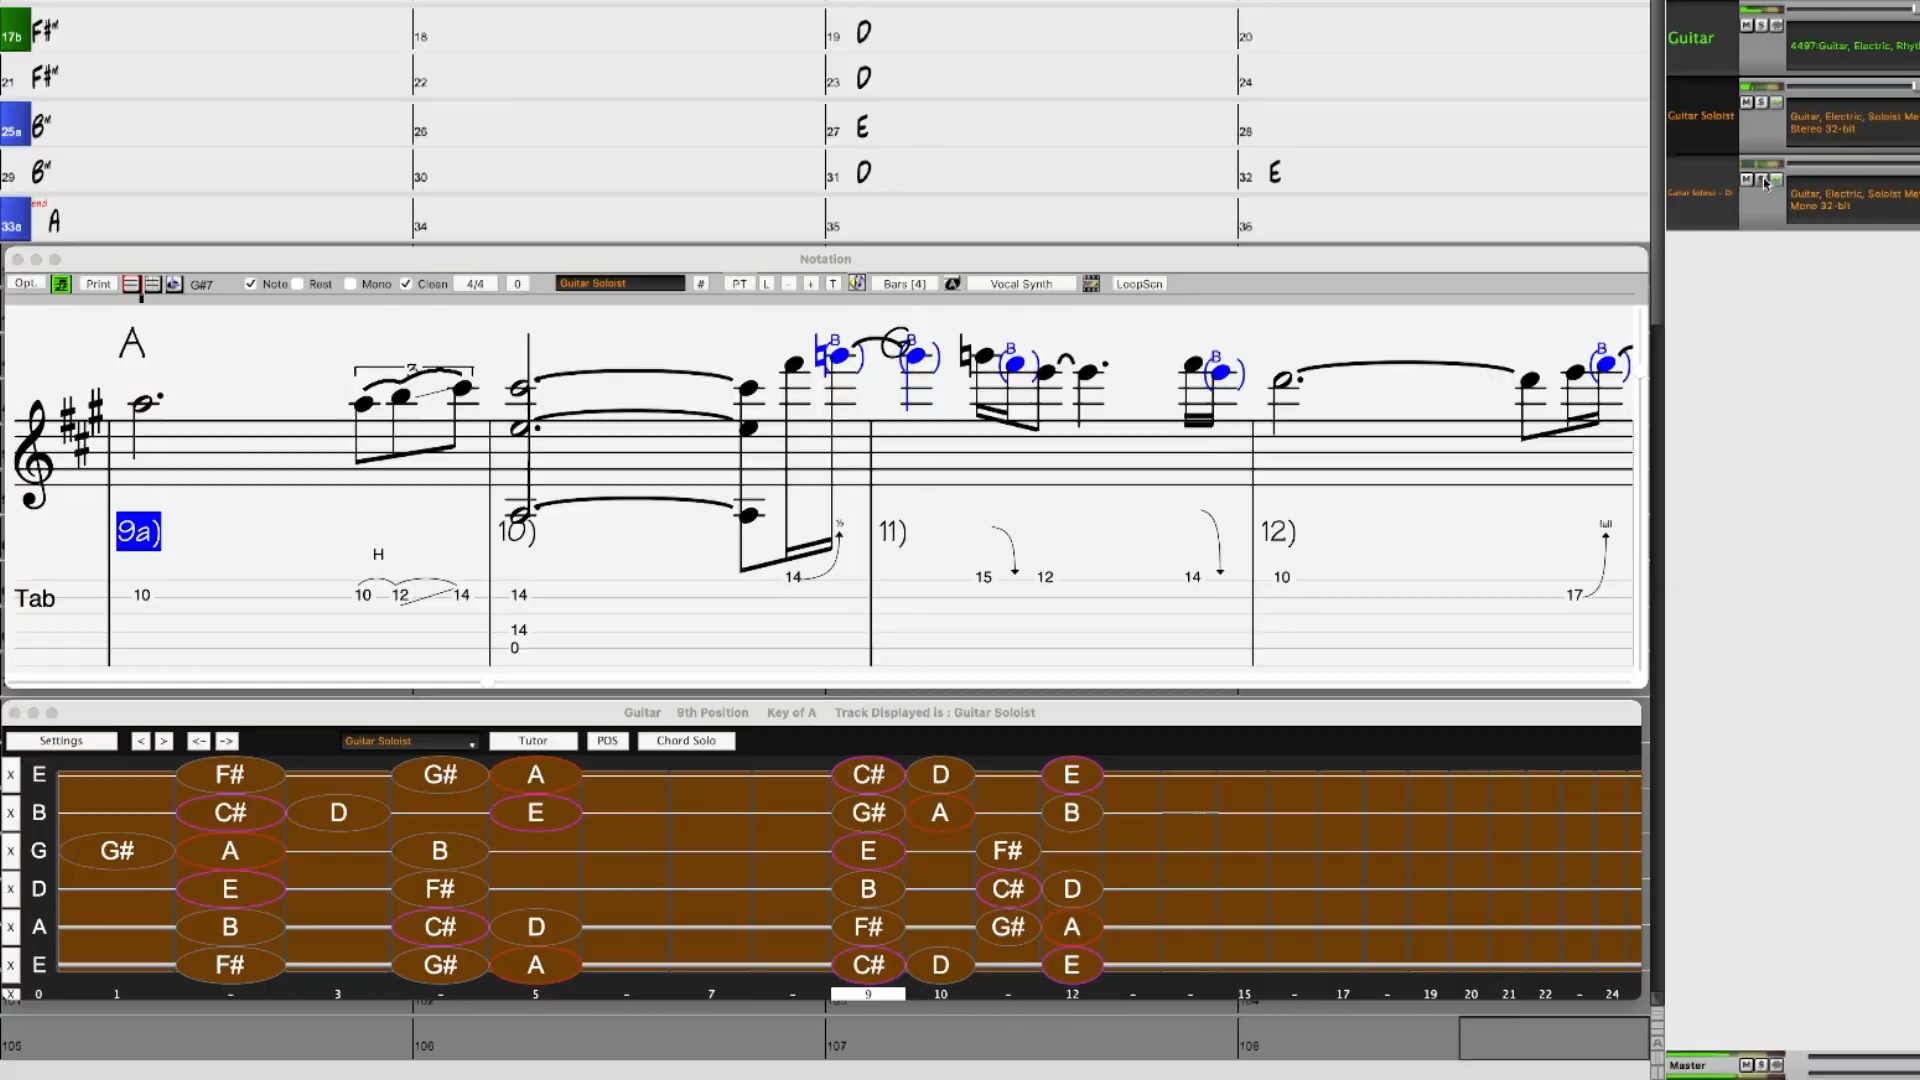 17b F#M 18 19 D 20
21 F#M 22 23 D 24
25a BM 26 27 E 28
29 BM 30 31 D 32 E
end
33a A 34 35 36
Notation
Opt. Print G#7 Note Rest Mono Clean 4/4 0 Guitar Soloist # PT L - + T Bars [4] Vocal Synth LoopScn
A 3 B B B B B
9a) 10) 11) 12)
H ½ full
14 15 12 14 10
Tab 10 10 12 14 14 17
14
0
Guitar 9th Position Key of A Track Displayed is : Guitar Soloist
Settings < > <- -> Guitar Soloist Tutor POS Chord Solo
x E F# G# A C# D E
x B C# D E G# A B
x G G# A B E F#
x D E F# B C# D
x A B C# D F# G# A
x E F# G# A C# D E
x 0 1 - 3 - 5 - 7 - 9 10 - 12 - - 15 - 17 - 19 20 21 22 - 24
105 106 107 108
A
Guitar M S
4497:Guitar, Electric, Rhyt
Guitar Soloist M S
Guitar, Electric, Soloist Me
Stereo 32-bit
Guitar Soloist - Di M S
Guitar, Electric, Soloist Me
Mono 32-bit
Master M S